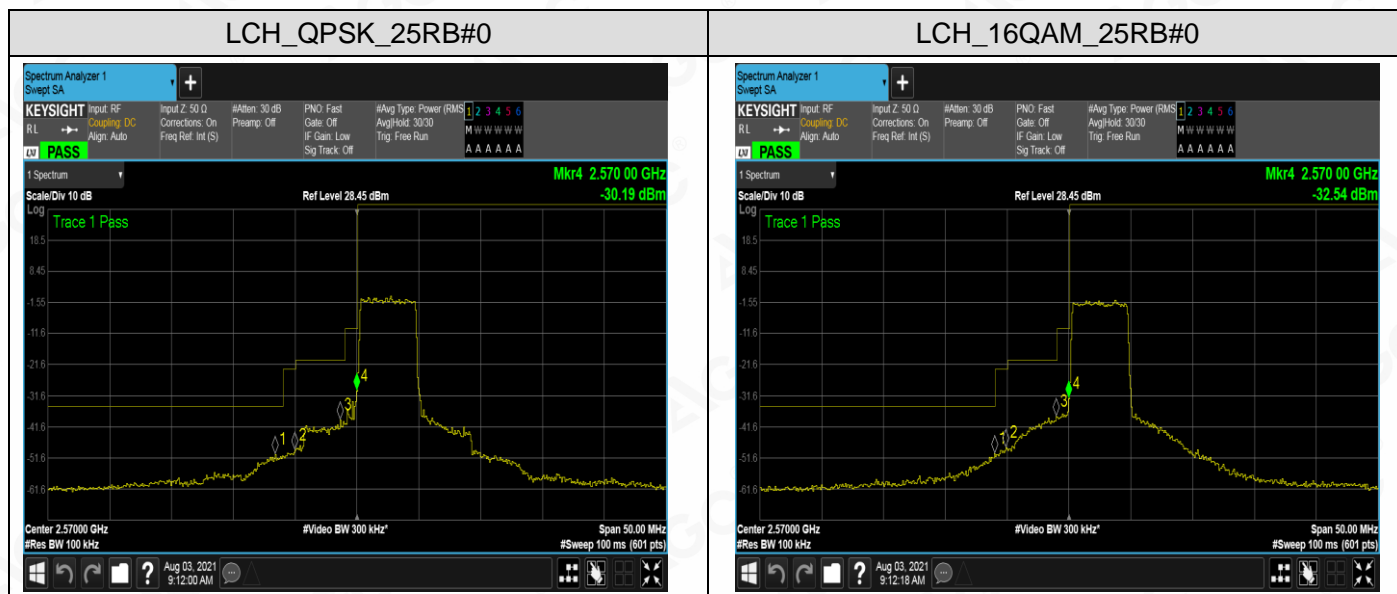 LCH_QPSK_25RB#0
LCH_16QAM_25RB#0
Spectrum Analyzer 1
Swept SA
+
KEYSIGHT
RL
LXI
PASS
Input: RF
Coupling: DC
Align: Auto
Input Z: 50 Ω
Corrections: On
Freq Ref: Int (S)
#Atten: 30 dB
Preamp: Off
PNO: Fast
Gate: Off
IF Gain: Low
Sig Track: Off
#Avg Type: Power (RMS
Avg|Hold: 30/30
Trig: Free Run
1 2 3 4 5 6
M W W W W W
A A A A A A
1 Spectrum
Mkr4 2.570 00 GHz
Scale/Div 10 dB
Ref Level 28.45 dBm
-30.19 dBm
Log
Trace 1 Pass
18.5
8.45
-1.55
-11.6
-21.6
-31.6
-41.6
-51.6
-61.6
1
2
3
4
Center 2.57000 GHz
#Video BW 300 kHz*
Span 50.00 MHz
#Res BW 100 kHz
#Sweep 100 ms (601 pts)
?
Aug 03, 2021
9:12:00 AM
Spectrum Analyzer 1
Swept SA
+
KEYSIGHT
RL
LXI
PASS
Input: RF
Coupling: DC
Align: Auto
Input Z: 50 Ω
Corrections: On
Freq Ref: Int (S)
#Atten: 30 dB
Preamp: Off
PNO: Fast
Gate: Off
IF Gain: Low
Sig Track: Off
#Avg Type: Power (RMS
Avg|Hold: 30/30
Trig: Free Run
1 2 3 4 5 6
M W W W W W
A A A A A A
1 Spectrum
Mkr4 2.570 00 GHz
Scale/Div 10 dB
Ref Level 28.45 dBm
-32.54 dBm
Log
Trace 1 Pass
18.5
8.45
-1.55
-11.6
-21.6
-31.6
-41.6
-51.6
-61.6
1
2
3
4
Center 2.57000 GHz
#Video BW 300 kHz*
Span 50.00 MHz
#Res BW 100 kHz
#Sweep 100 ms (601 pts)
?
Aug 03, 2021
9:12:18 AM